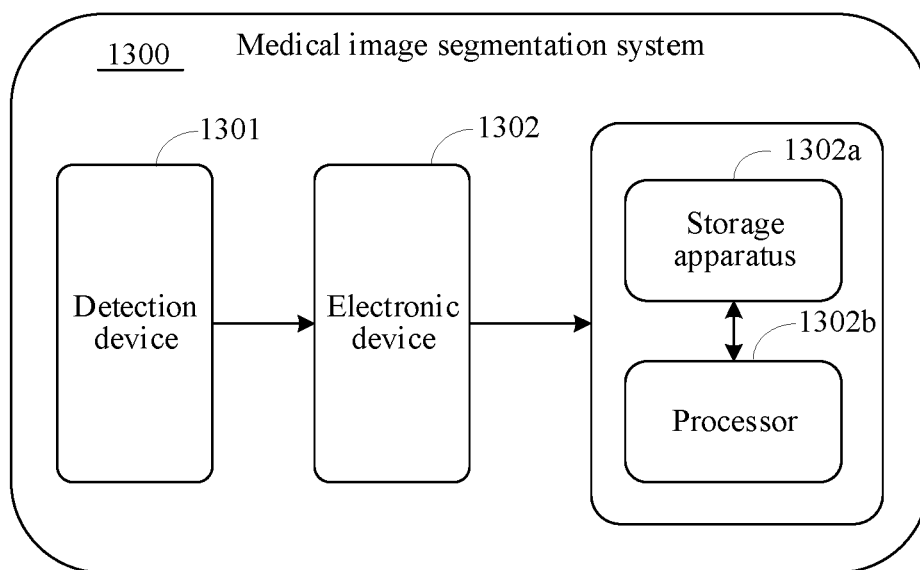 1300
Medical image segmentation system
1301
1302
1302a
Storage
apparatus
Detection
device
Electronic
device
1302b
Processor